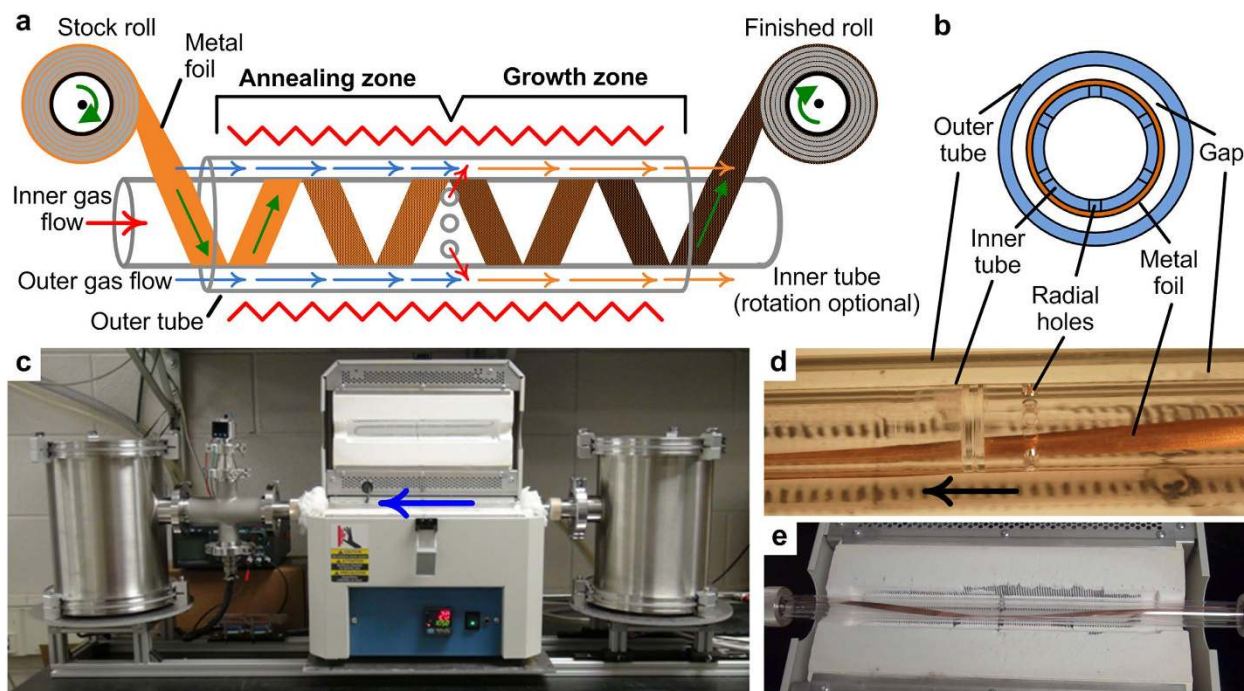 a
Stock roll
Metal
foil
Annealing zone
Growth zone
Finished roll
Inner gas
flow
Outer gas flow
Outer tube
Inner tube
(rotation optional)
b
Outer
tube
Gap
Inner
tube
Radial
holes
Metal
foil
c
d
e